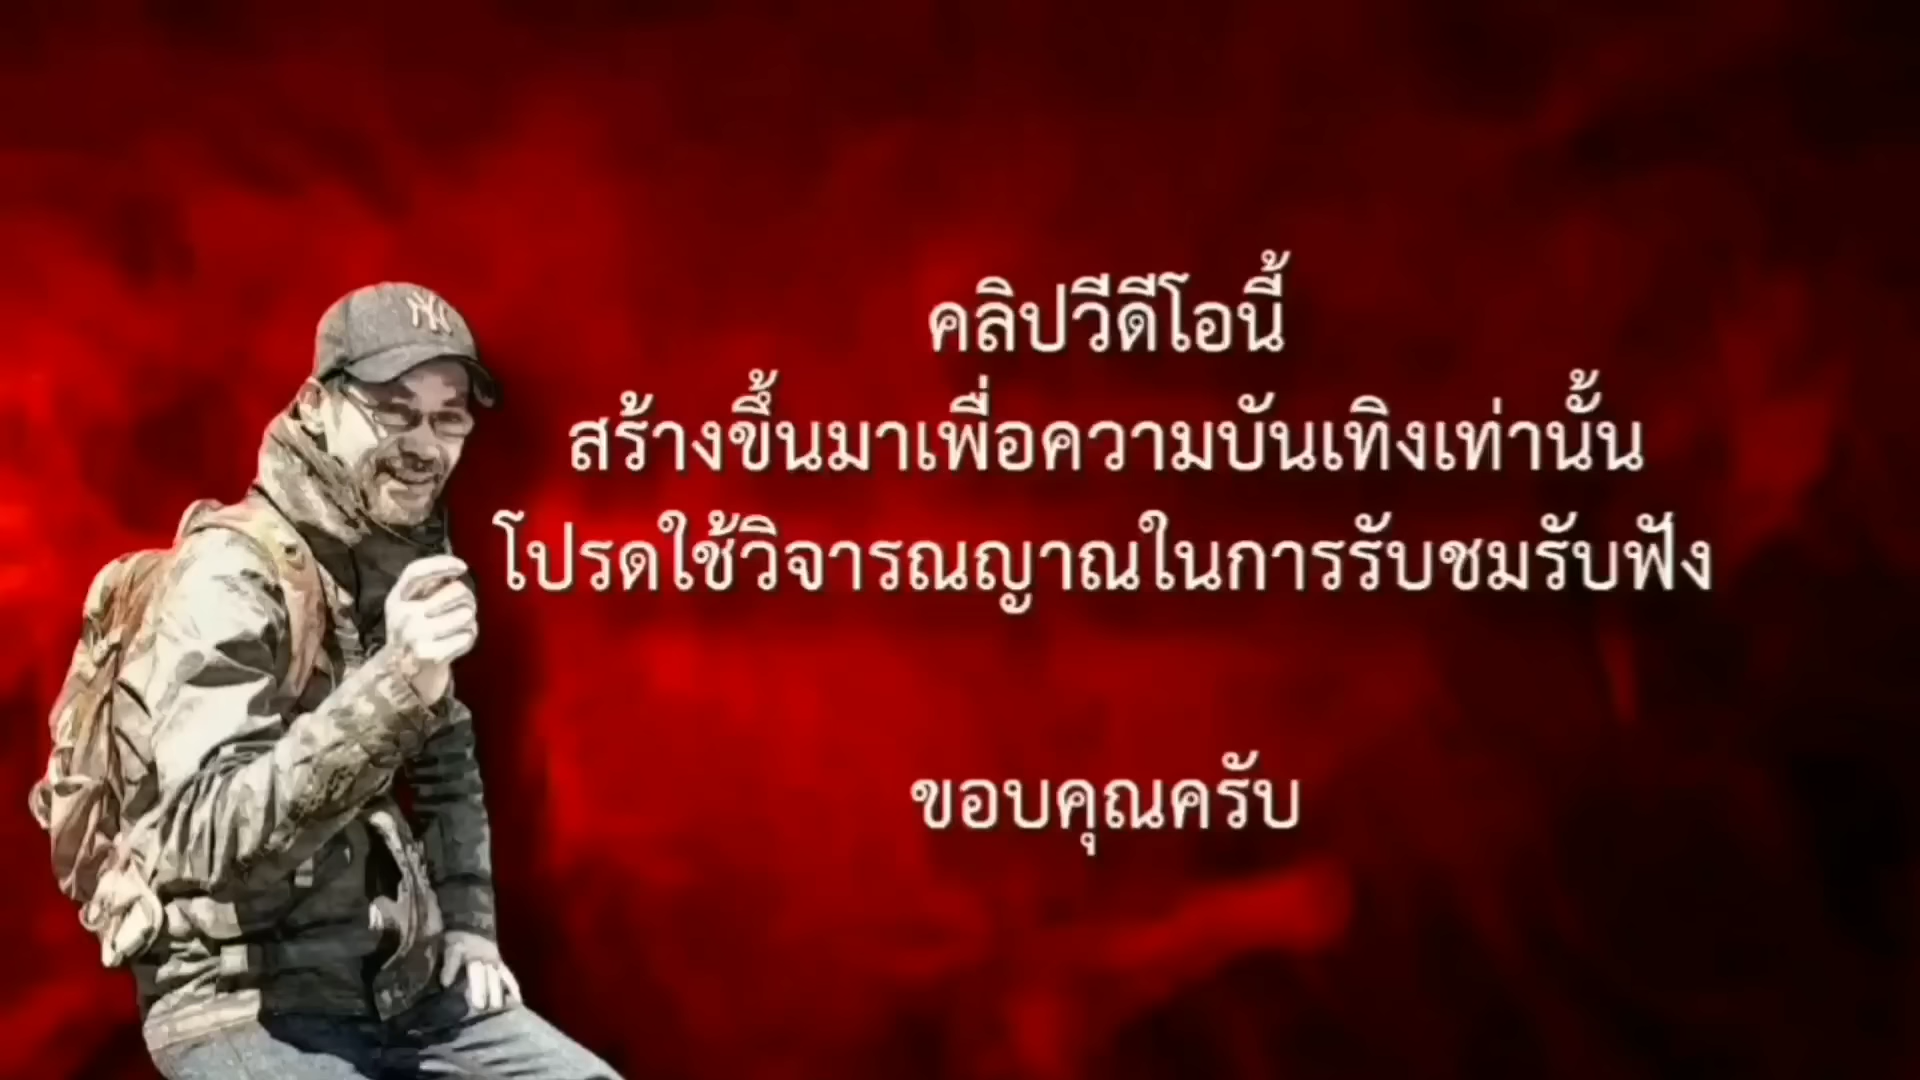 NY
คลิปวีดีโอนี้
สร้างขึ้นมาเพื่อความบันเทิงเท่านั้น
โปรดใช้วิจารณญาณในการรับชมรับฟัง
ขอบคุณครับ